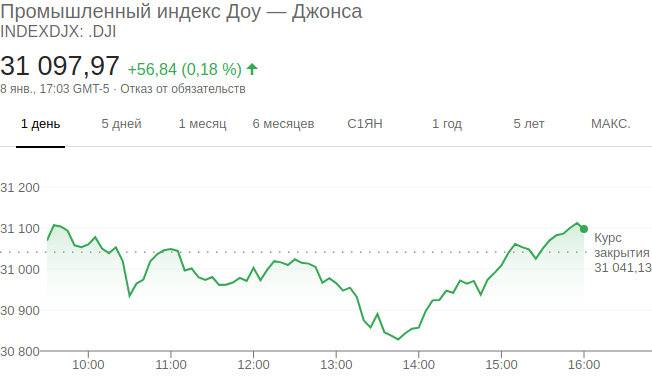 Промышленный индекс Доу — Джонса
INDEXDJX: .DJI
31 097,97 +56,84 (0,18 %)
8 янв., 17:03 GMT-5 · Отказ от обязательств
1 день 5 дней 1 месяц 6 месяцев С1ЯН 1 год 5 лет МАКС.
31 200
31 100
31 000
30 900
30 800
Курс
закрытия
31 041,13
10:00 11:00 12:00 13:00 14:00 15:00 16:00